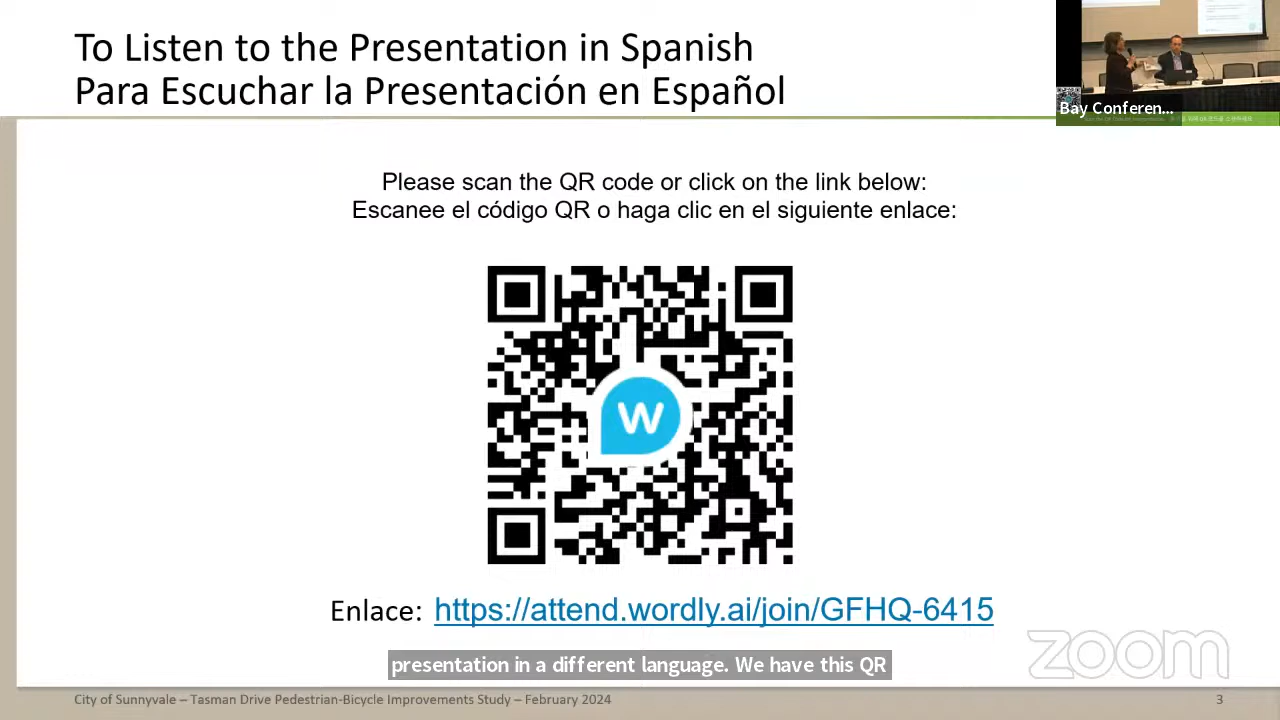 To Listen to the Presentation in Spanish
Para Escuchar la Presentación en Español
Bay Conferen...
Please scan the QR code or click on the link below:
Escanee el código QR o haga clic en el siguiente enlace:
W
Enlace: https://attend.wordly.ai/join/GFHQ-6415
zoom
presentation in a different language. We have this QR
City of Sunnyvale – Tasman Drive Pedestrian-Bicycle Improvements Study – February 2024
3